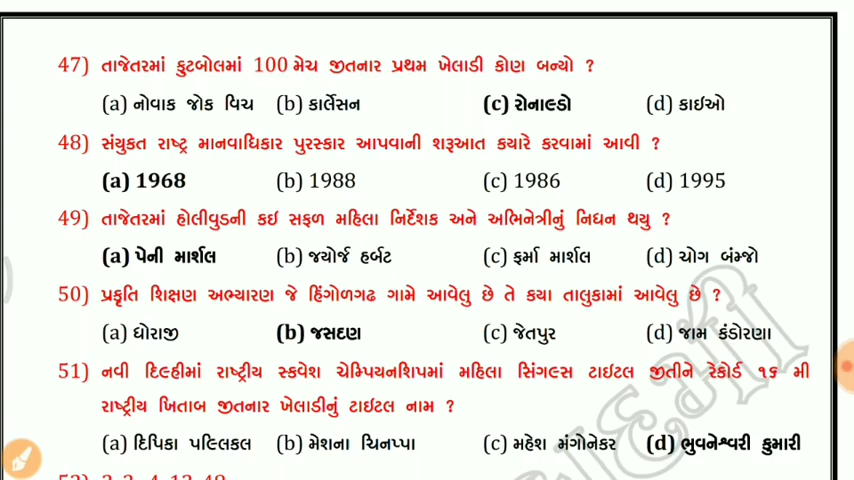 47) તાજેતરમાં ફુટબોલમાં 100 મેચ જીતનાર પ્રથમ ખેલાડી કોણ બન્યો ?
(a) નોવાક જોક વિચ (b) કાર્લેસન (c) રોનાલ્ડો (d) કાઇઓ
48) સંયુકત રાષ્ટ્ર માનવાધિકાર પુરસ્કાર આપવાની શરૂઆત કયારે કરવામાં આવી ?
(a) 1968 (b) 1988 (c) 1986 (d) 1995
49) તાજેતરમાં હોલીવુડની કઇ સફળ મહિલા નિર્દેશક અને અભિનેત્રીનું નિધન થયુ ?
(a) પેની માર્શલ (b) જયોર્જ હર્બટ (c) ફર્મા માર્શલ (d) ચોગ બંમ્જો
50) પ્રકૃતિ શિક્ષણ અભ્યારણ જે હિંગોળગઢ ગામે આવેલુ છે તે કયા તાલુકામાં આવેલુ છે ?
(a) ધોરાજી (b) જસદણ (c) જેતપુર (d) જામ કંડોરણા
51) નવી દિલ્હીમાં રાષ્ટ્રીય સ્કવેશ ચેમ્પિયનશિપમાં મહિલા સિંગલ્સ ટાઇટલ જીતીને રેકોર્ડ ૧૬ મી
રાષ્ટ્રીય ખિતાબ જીતનાર ખેલાડીનું ટાઇટલ નામ ?
(a) દિપિકા પલ્લિકલ (b) મેશના ચિનપ્પા (c) મહેશ મંગોનેકર (d) ભુવનેશ્વરી કુમારી